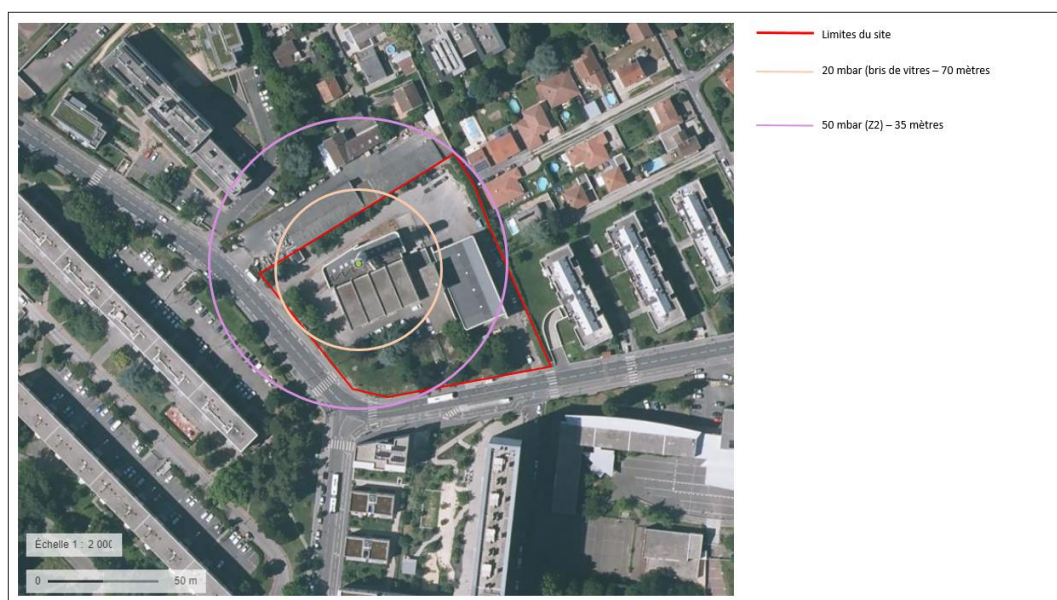 Limites du site
20 mbar (bris de vitres – 70 mètres
50 mbar (Z2) – 35 mètres
Échelle 1 : 2 000
0 50 m